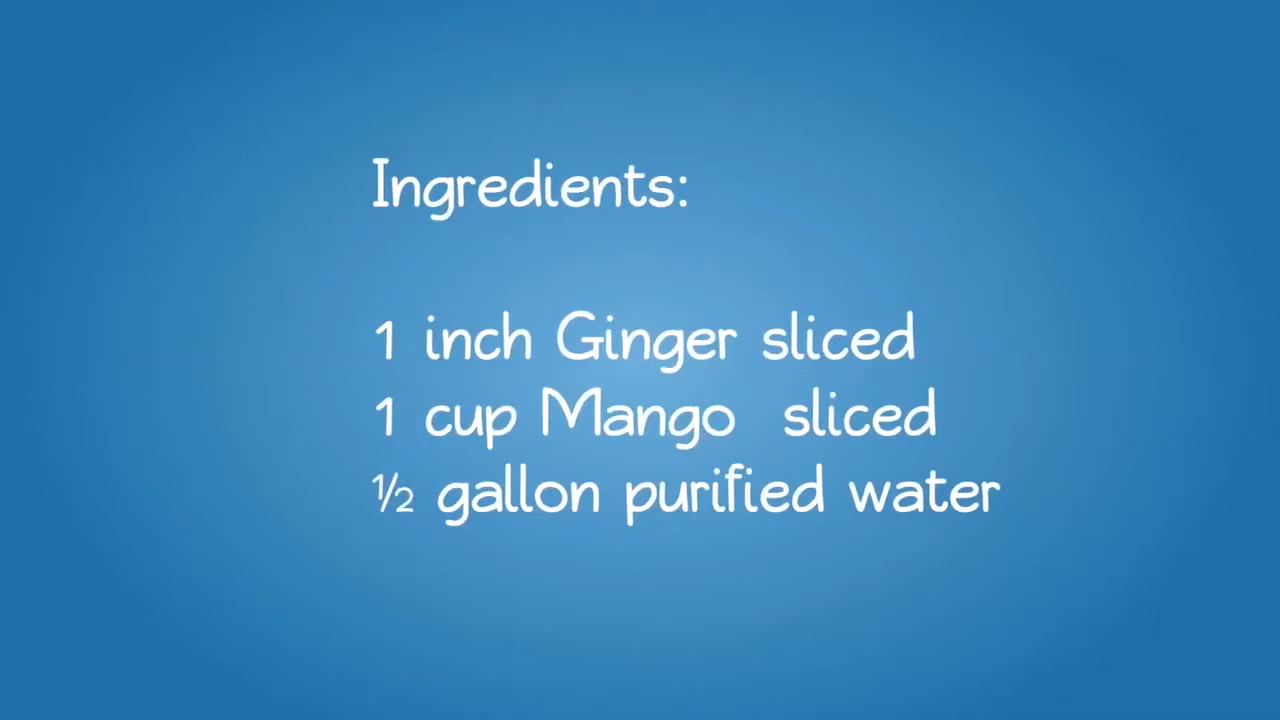 Ingredients:
1 inch Ginger sliced
1 cup Mango  sliced
½ gallon purified water